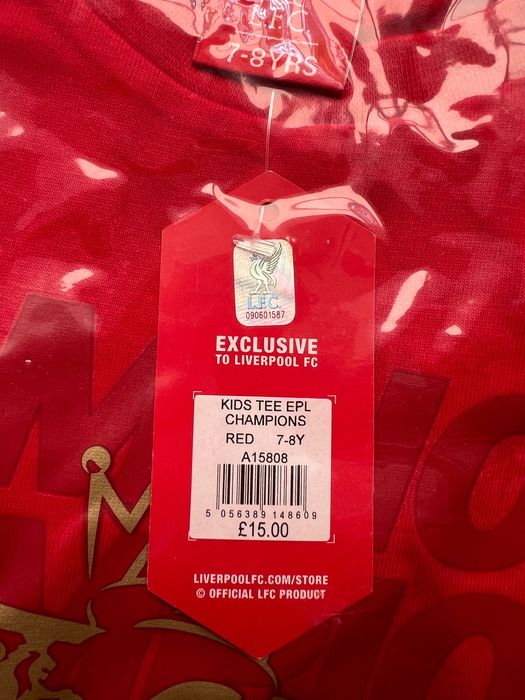 LFC
7-8YRS
L.F.C.
090601587
EXCLUSIVE
TO LIVERPOOL FC
KIDS TEE EPL
CHAMPIONS
RED 7-8Y
A15808
5 056389 148609
£15.00
LIVERPOOLFC.COM/STORE
© OFFICIAL LFC PRODUCT